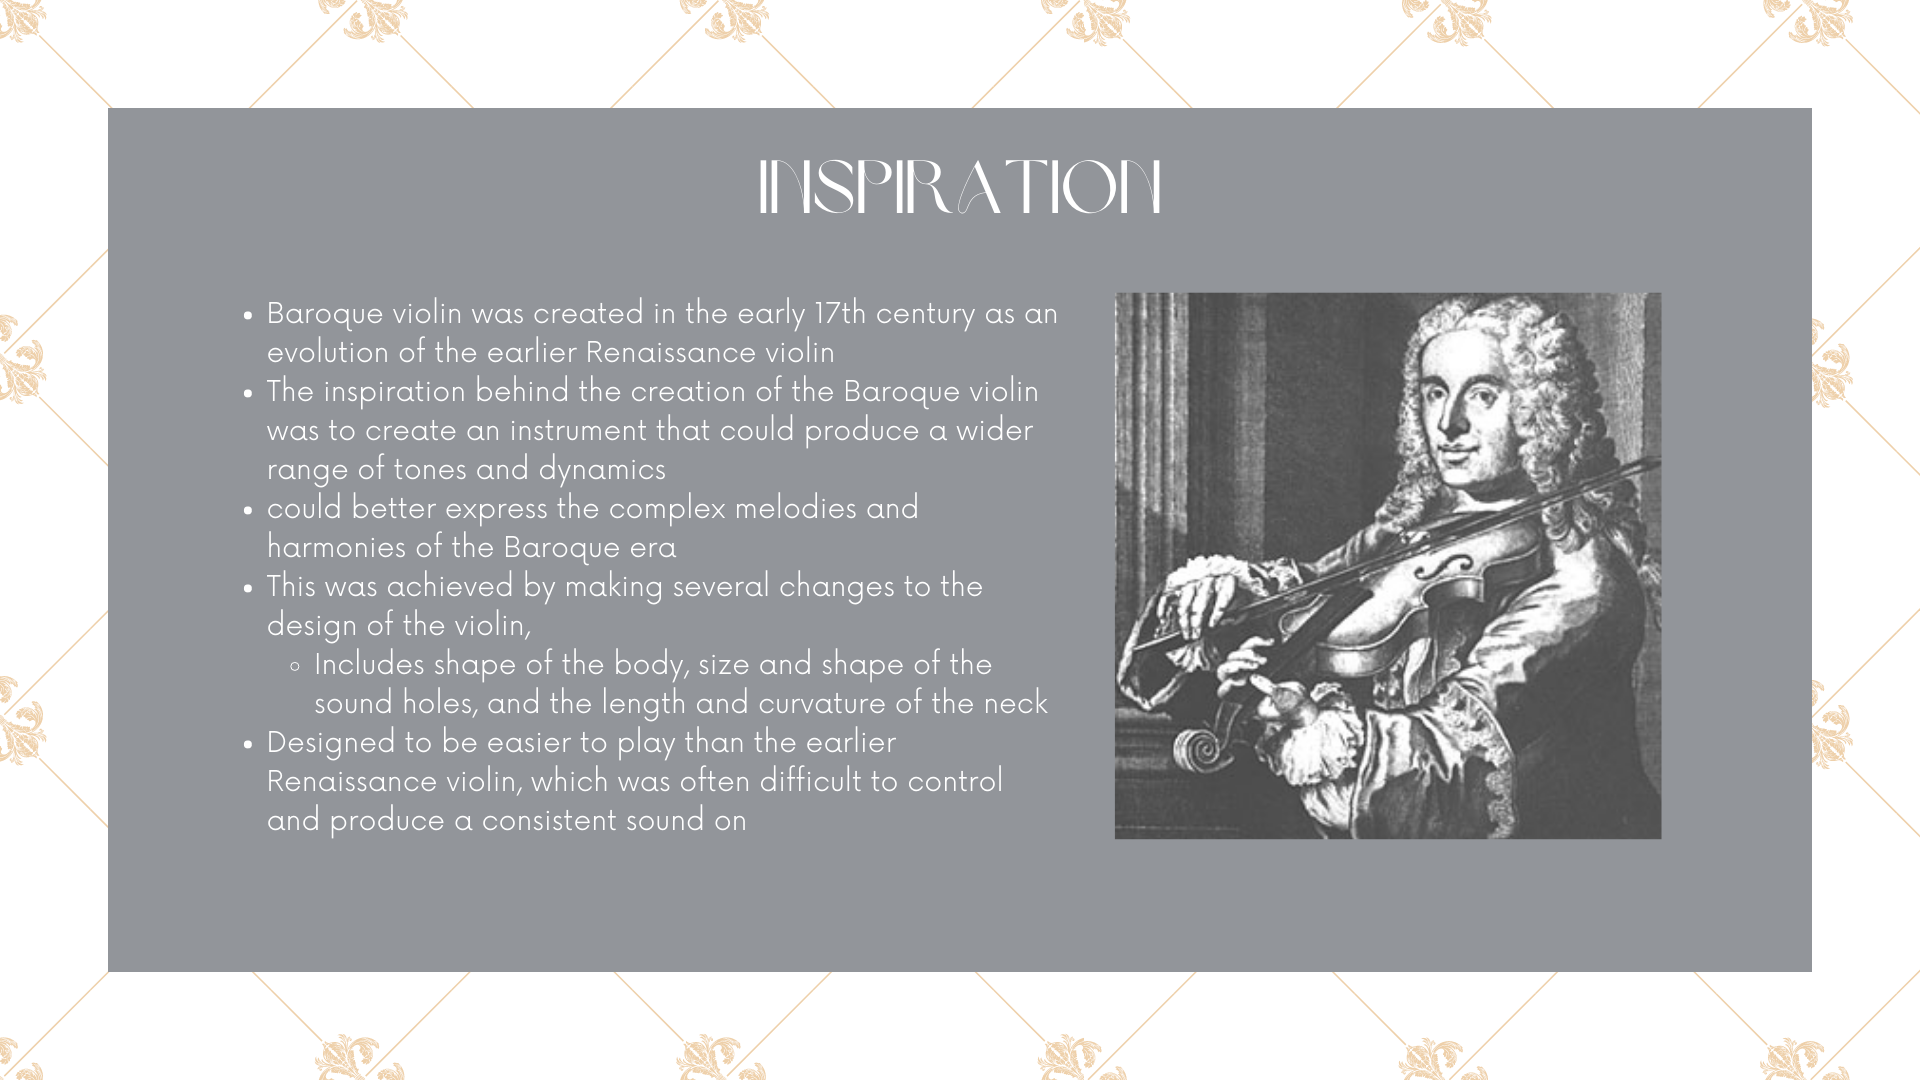 INSPIRATION
• Baroque violin was created in the early 17th century as an
evolution of the earlier Renaissance violin
• The inspiration behind the creation of the Baroque violin
was to create an instrument that could produce a wider
range of tones and dynamics
• could better express the complex melodies and
harmonies of the Baroque era
• This was achieved by making several changes to the
design of the violin,
◦ Includes shape of the body, size and shape of the
sound holes, and the length and curvature of the neck
• Designed to be easier to play than the earlier
Renaissance violin, which was often difficult to control
and produce a consistent sound on